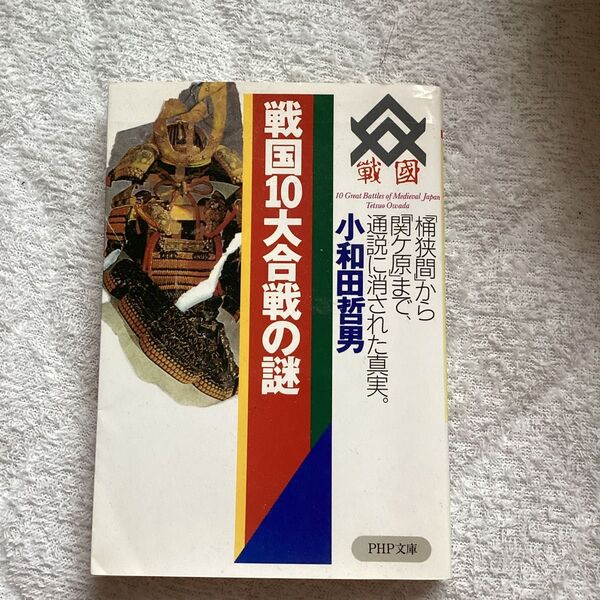 戦國
10 Great Battles of Medieval Japan
Tetsuo Owada
「桶狭間」から
「関ケ原」まで、
通説に消された真実。
小和田哲男
戦国10大合戦の謎
PHP文庫